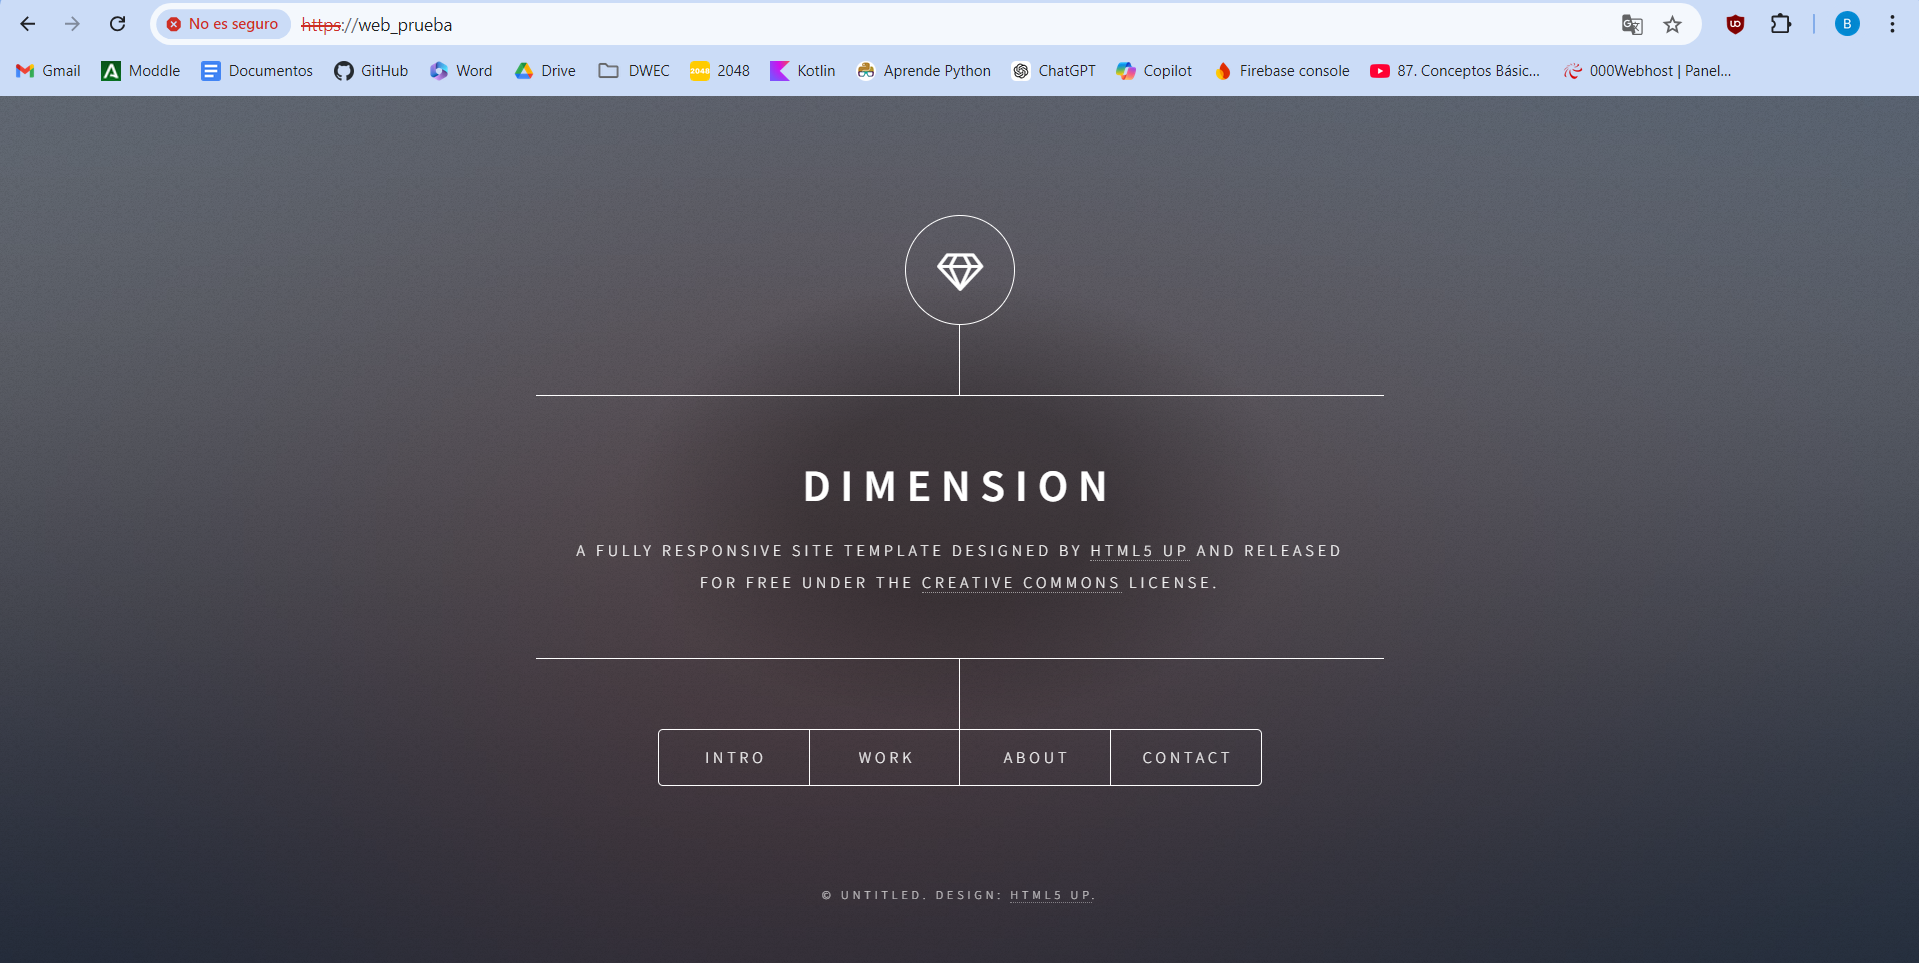 No es seguro https://web_prueba B
Gmail Moddle Documentos GitHub Word Drive DWEC 2048 Kotlin Aprende Python ChatGPT Copilot Firebase console 87. Conceptos Básic... 000Webhost | Panel...
DIMENSION
A FULLY RESPONSIVE SITE TEMPLATE DESIGNED BY HTML5 UP AND RELEASED
FOR FREE UNDER THE CREATIVE COMMONS LICENSE.
INTRO WORK ABOUT CONTACT
© UNTITLED. DESIGN: HTML5 UP.